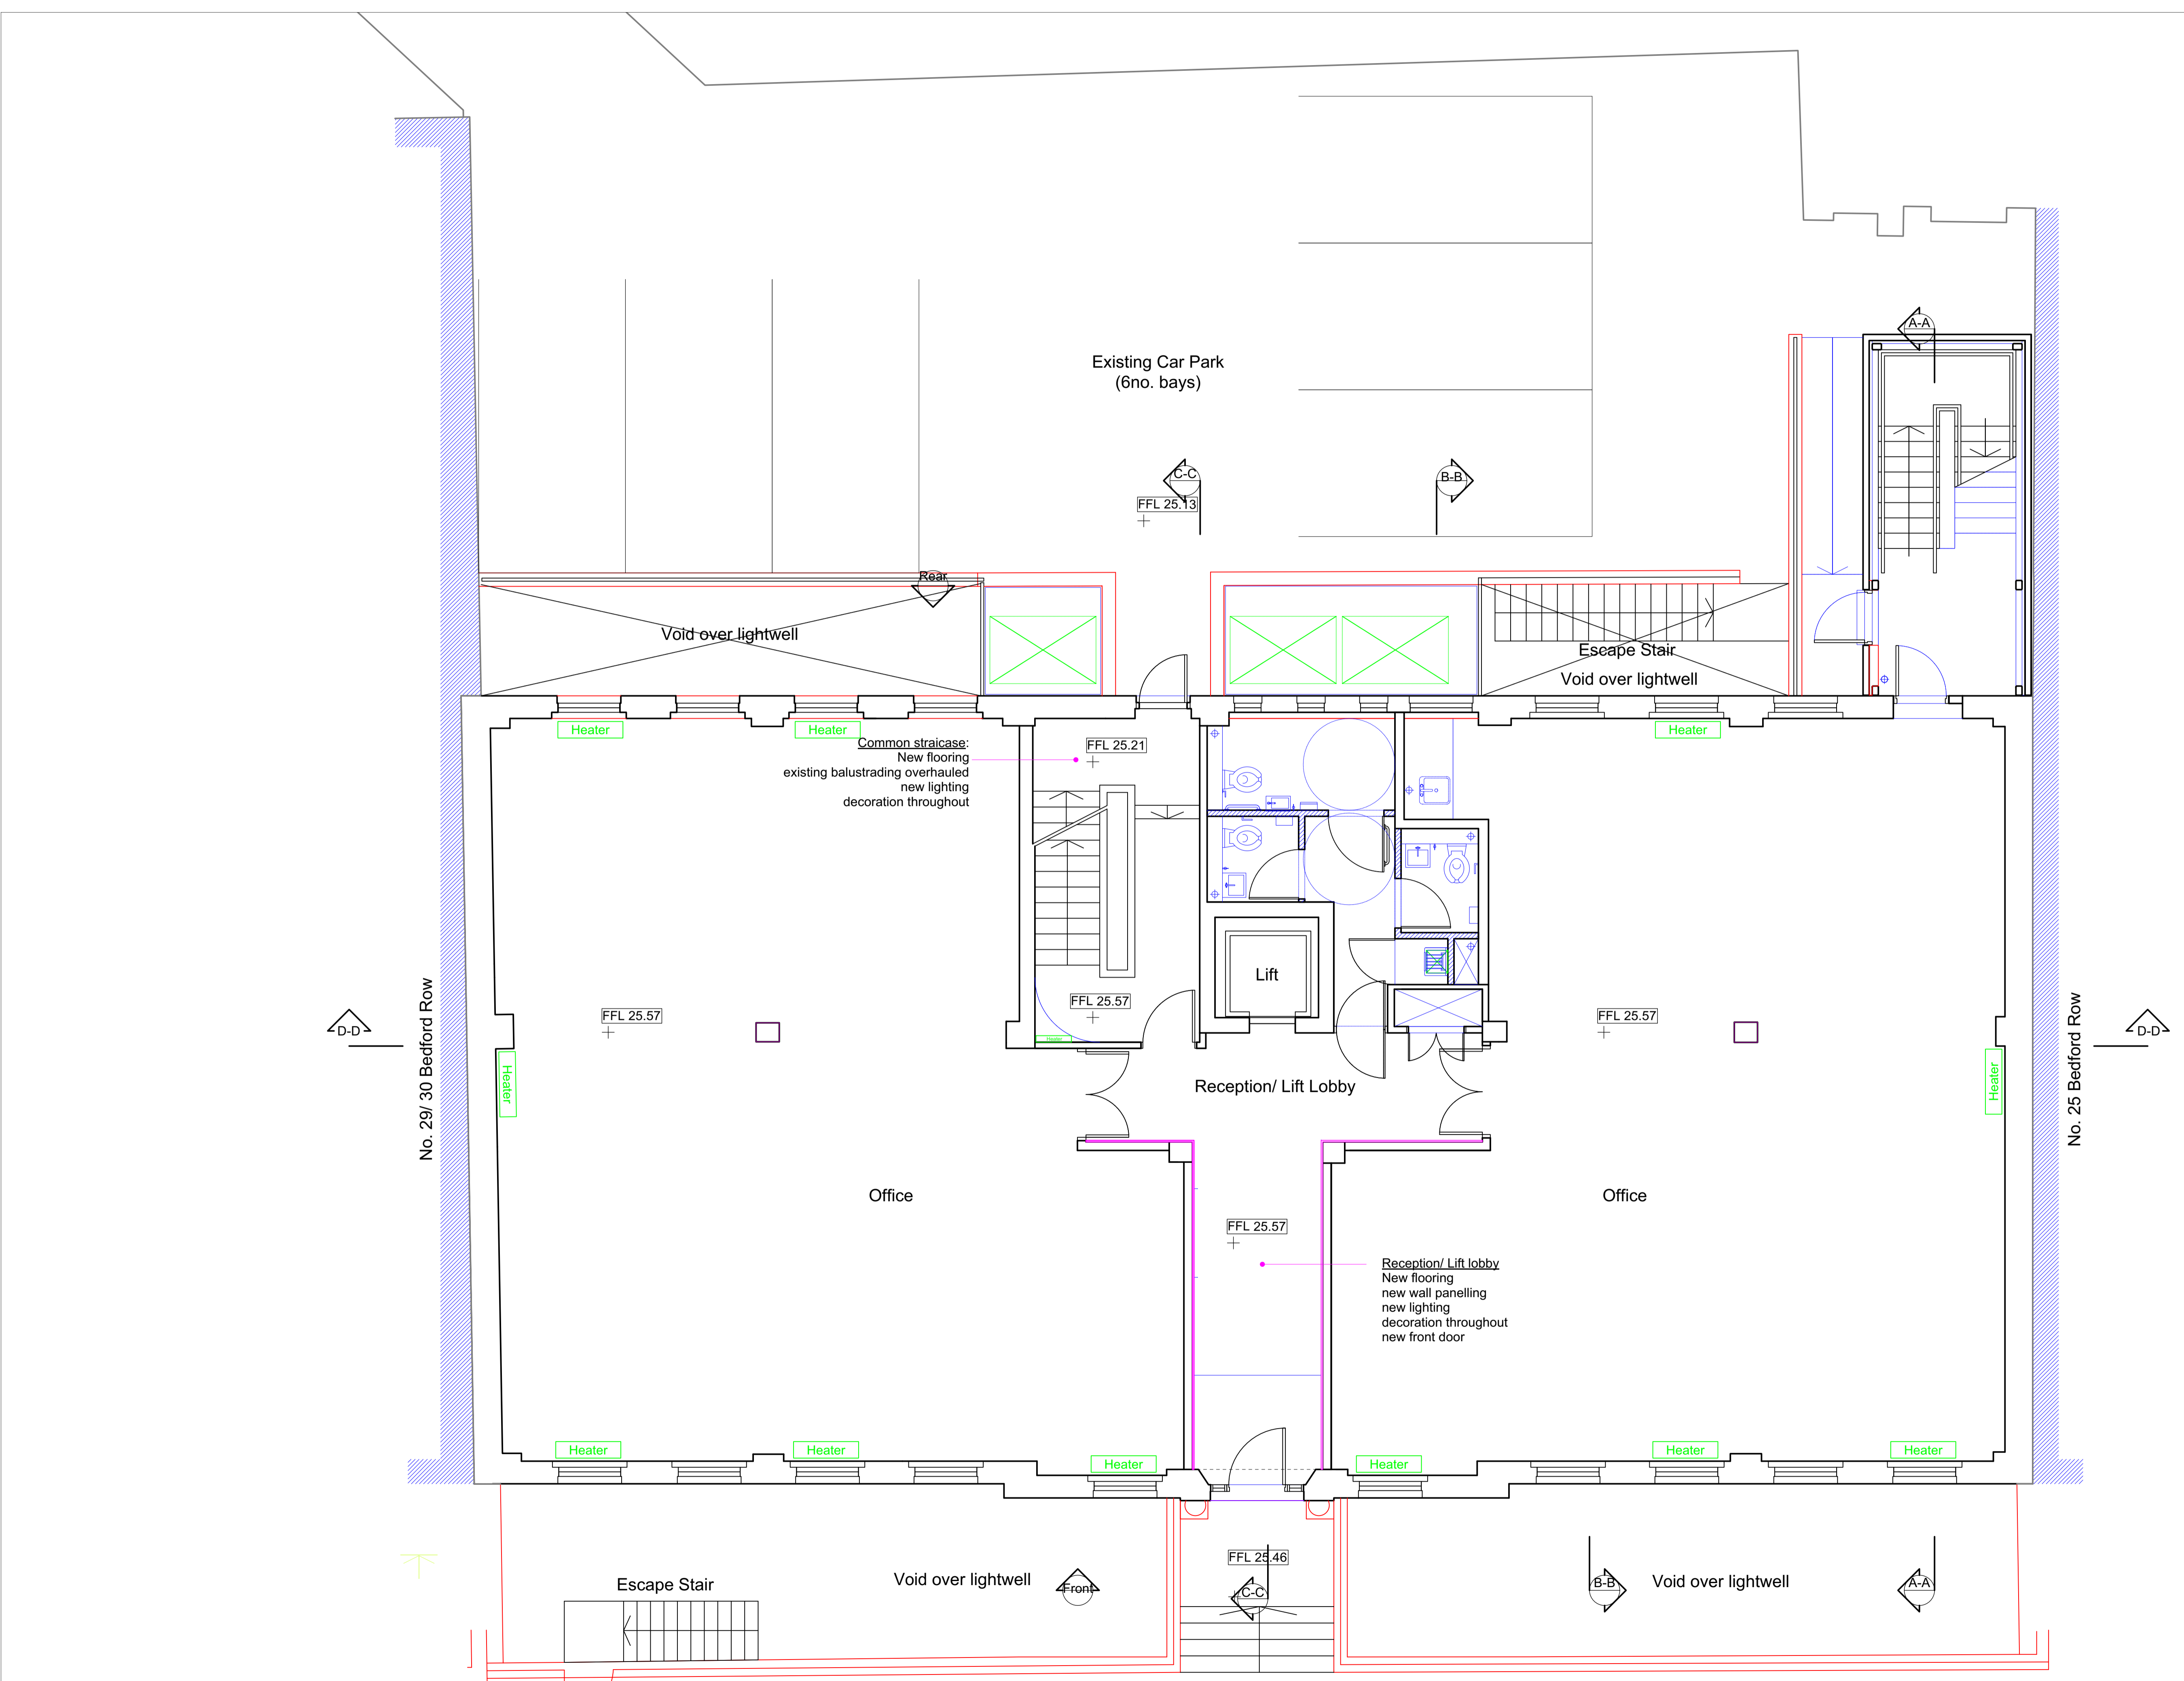 A-A
Existing Car Park
(6no. bays)
C-C
B-B
FFL 25.13
Rear
Void over lightwell
Escape Stair
Void over lightwell
Heater
Heater
Heater
Common straicase:
New flooring
existing balustrading overhauled
new lighting
decoration throughout
FFL 25.21
Lift
FFL 25.57
FFL 25.57
FFL 25.57
Heater
D-D
No. 29/ 30 Bedford Row
No. 25 Bedford Row
D-D
Heater
Heater
Reception/ Lift Lobby
Office
Office
FFL 25.57
Reception/ Lift lobby
New flooring
new wall panelling
new lighting
decoration throughout
new front door
Heater
Heater
Heater
Heater
Heater
Heater
FFL 25.46
Escape Stair
Void over lightwell
Front
C-C
B-B
Void over lightwell
A-A